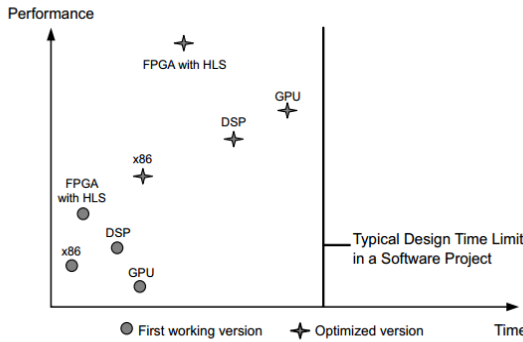 Performance
FPGA with HLS
GPU
DSP
x86
FPGA
with HLS
DSP
x86
GPU
Typical Design Time Limit
in a Software Project
First working version
Optimized version
Time